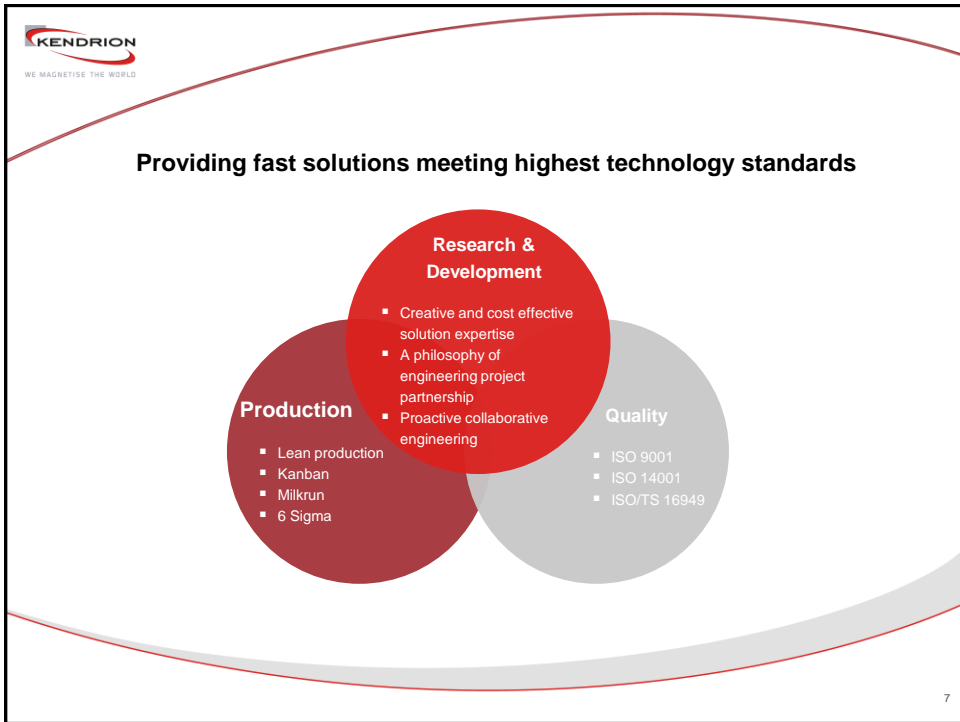 KENDRION
WE MAGNETISE THE WORLD
Providing fast solutions meeting highest technology standards
Research &
Development
▪ Creative and cost effective
solution expertise
▪ A philosophy of
engineering project
partnership
▪ Proactive collaborative
engineering
Production
▪ Lean production
▪ Kanban
▪ Milkrun
▪ 6 Sigma
Quality
▪ ISO 9001
▪ ISO 14001
▪ ISO/TS 16949
7